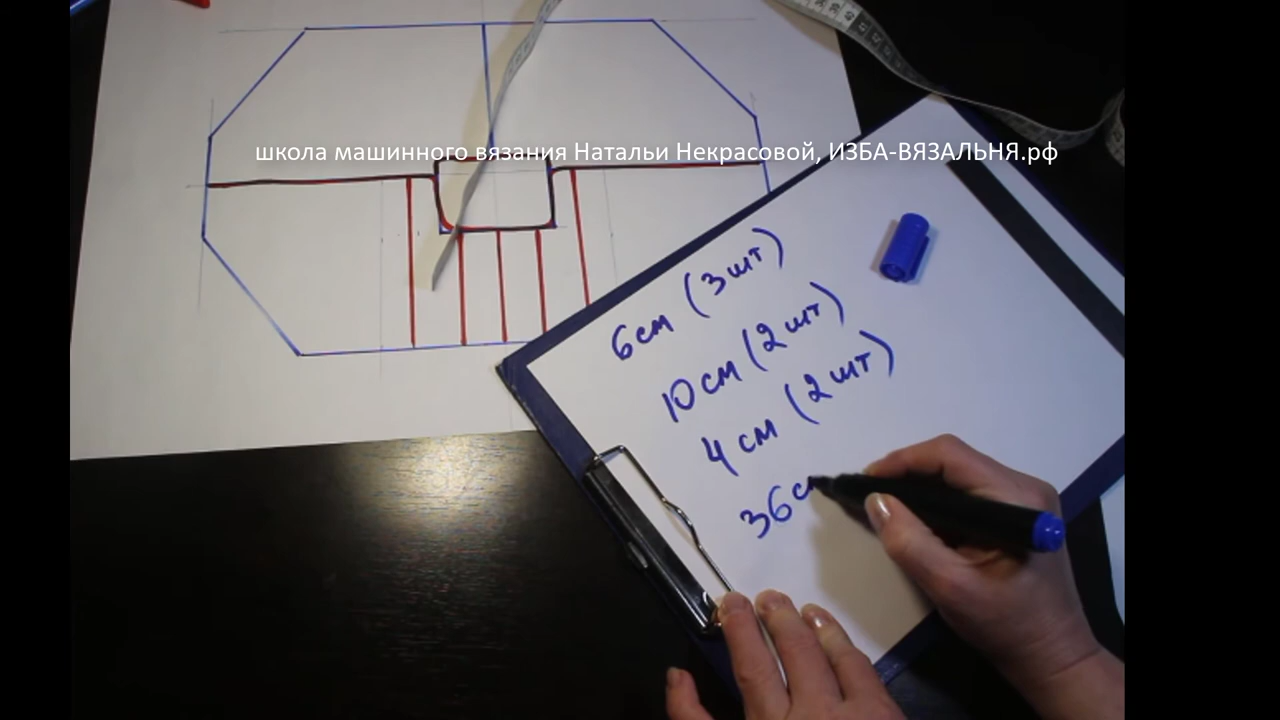 школа машинного вязания Натальи Некрасовой, ИЗБА-ВЯЗАЛЬНЯ.рф
6см (3шт)
10см (2шт)
4см (2шт)
36с